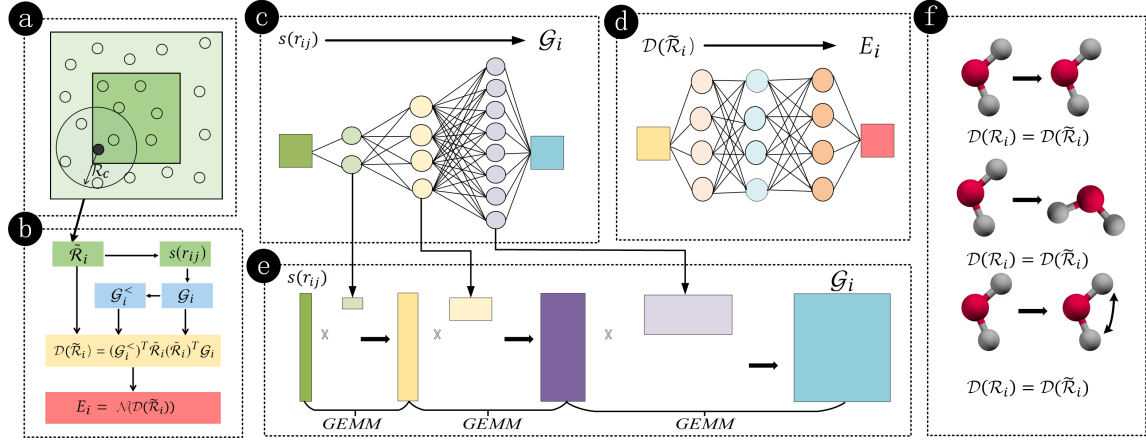 a
R_c
b
R̃_i
s(r_ij)
G_i^<
G_i
D(R̃_i) = (G_i^<)^T R̃_i(R̃_i)^T G_i
E_i = N(D(R̃_i))
c
s(r_ij)
G_i
d
D(R̃_i)
E_i
e
s(r_ij)
G_i
X
X
X
GEMM
GEMM
GEMM
f
D(R_i) = D(R̃_i)
D(R_i) = D(R̃_i)
D(R_i) = D(R̃_i)